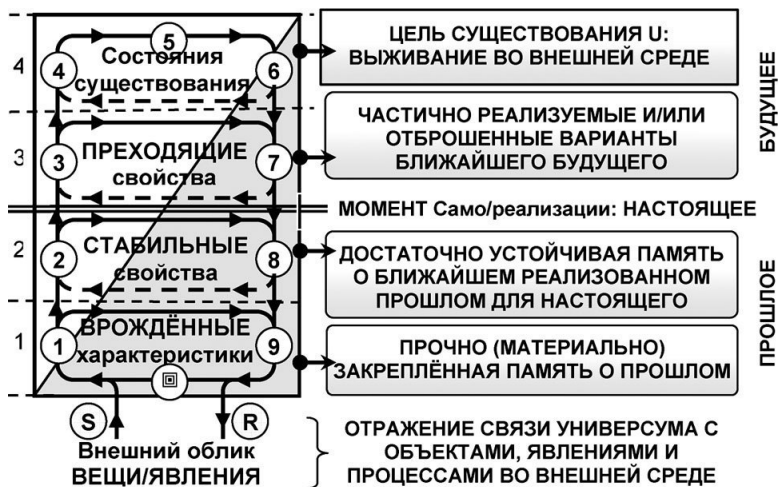 4
5
Состояния
существования
4
6
ЦЕЛЬ СУЩЕСТВОВАНИЯ U:
ВЫЖИВАНИЕ ВО ВНЕШНЕЙ СРЕДЕ
3
3
ПРЕХОДЯЩИЕ
свойства
7
ЧАСТИЧНО РЕАЛИЗУЕМЫЕ И/ИЛИ
ОТБРОШЕННЫЕ ВАРИАНТЫ
БЛИЖАЙШЕГО БУДУЩЕГО
БУДУЩЕЕ
МОМЕНТ Само/реализации: НАСТОЯЩЕЕ
2
2
СТАБИЛЬНЫЕ
свойства
8
ДОСТАТОЧНО УСТОЙЧИВАЯ ПАМЯТЬ
О БЛИЖАЙШЕМ РЕАЛИЗОВАННОМ
ПРОШЛОМ ДЛЯ НАСТОЯЩЕГО
1
1
ВРОЖДЁННЫЕ
характеристики
9
ПРОЧНО (МАТЕРИАЛЬНО)
ЗАКРЕПЛЁННАЯ ПАМЯТЬ О ПРОШЛОМ
ПРОШЛОЕ
S
R
Внешний облик
ВЕЩИ/ЯВЛЕНИЯ
ОТРАЖЕНИЕ СВЯЗИ УНИВЕРСУМА С
ОБЪЕКТАМИ, ЯВЛЕНИЯМИ И
ПРОЦЕССАМИ ВО ВНЕШНЕЙ СРЕДЕ